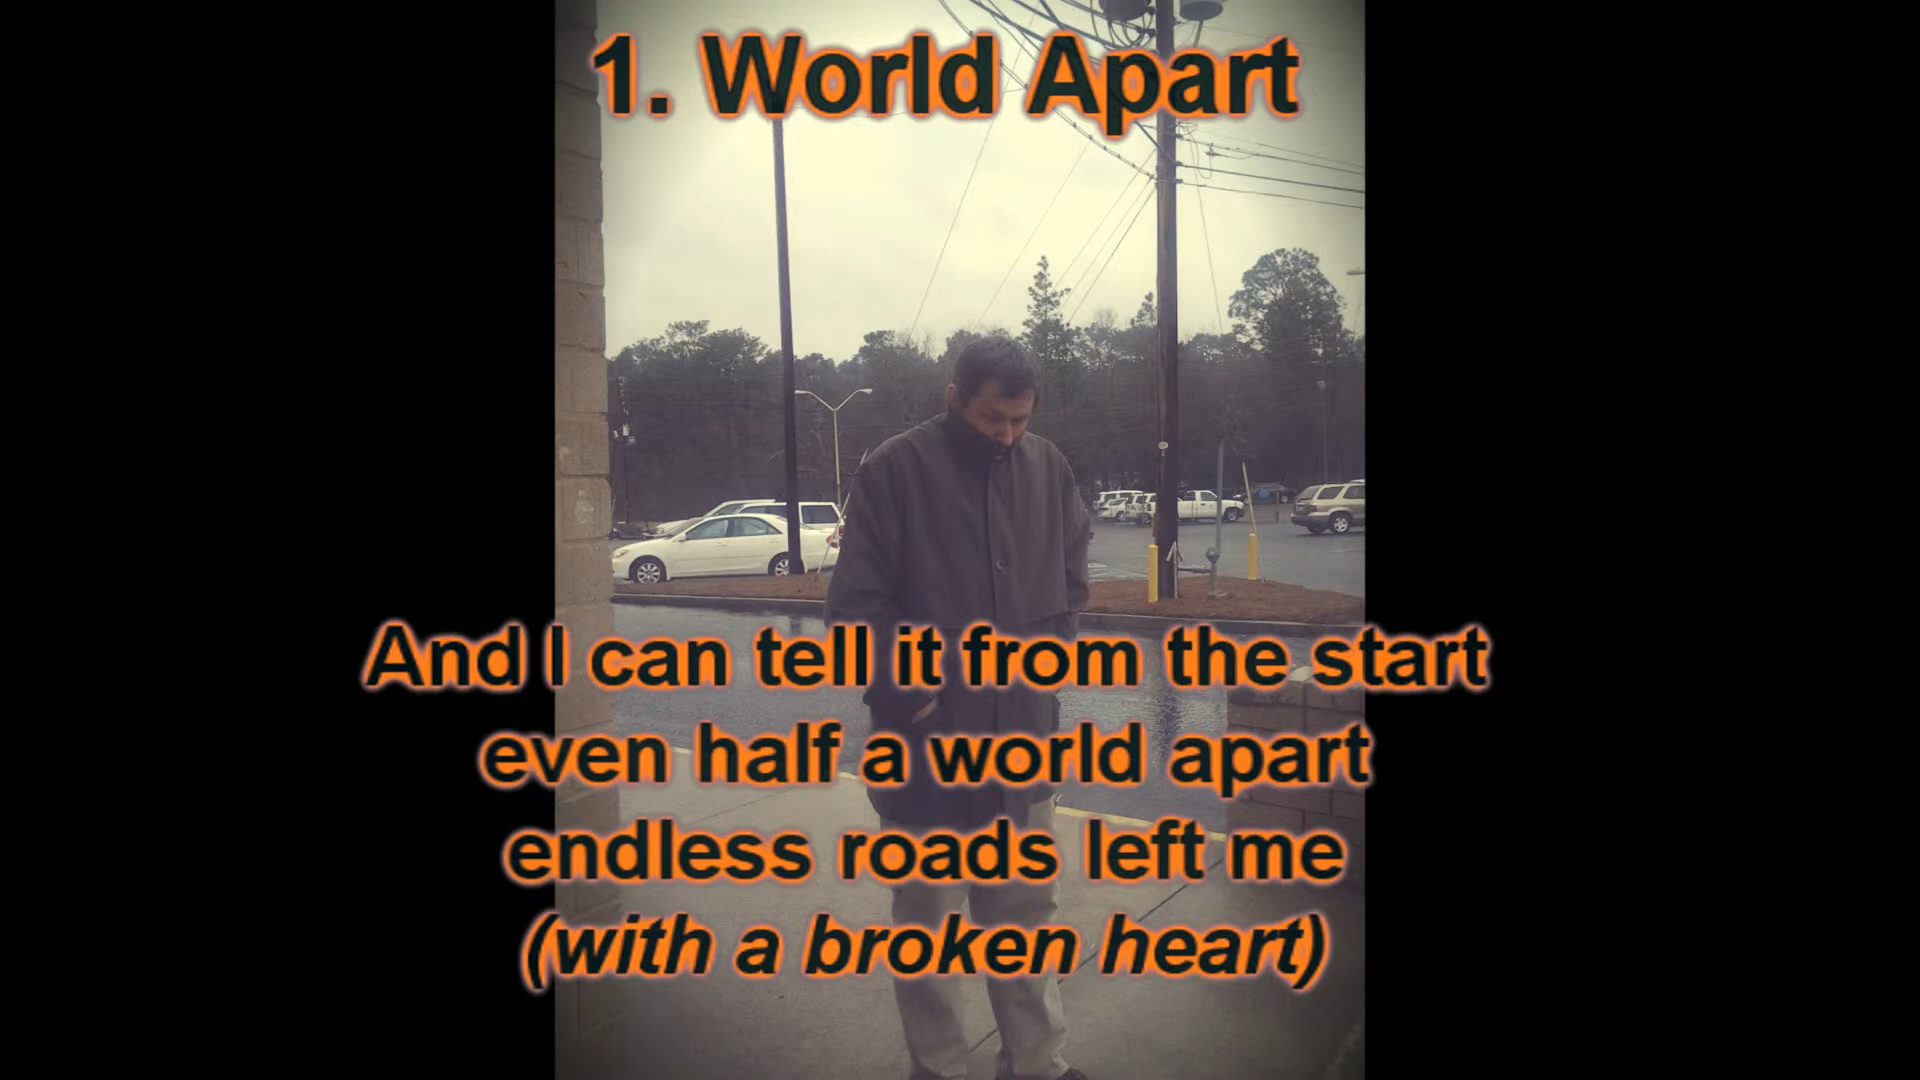 1. World Apart
And I can tell it from the start
even half a world apart
endless roads left me
(with a broken heart)